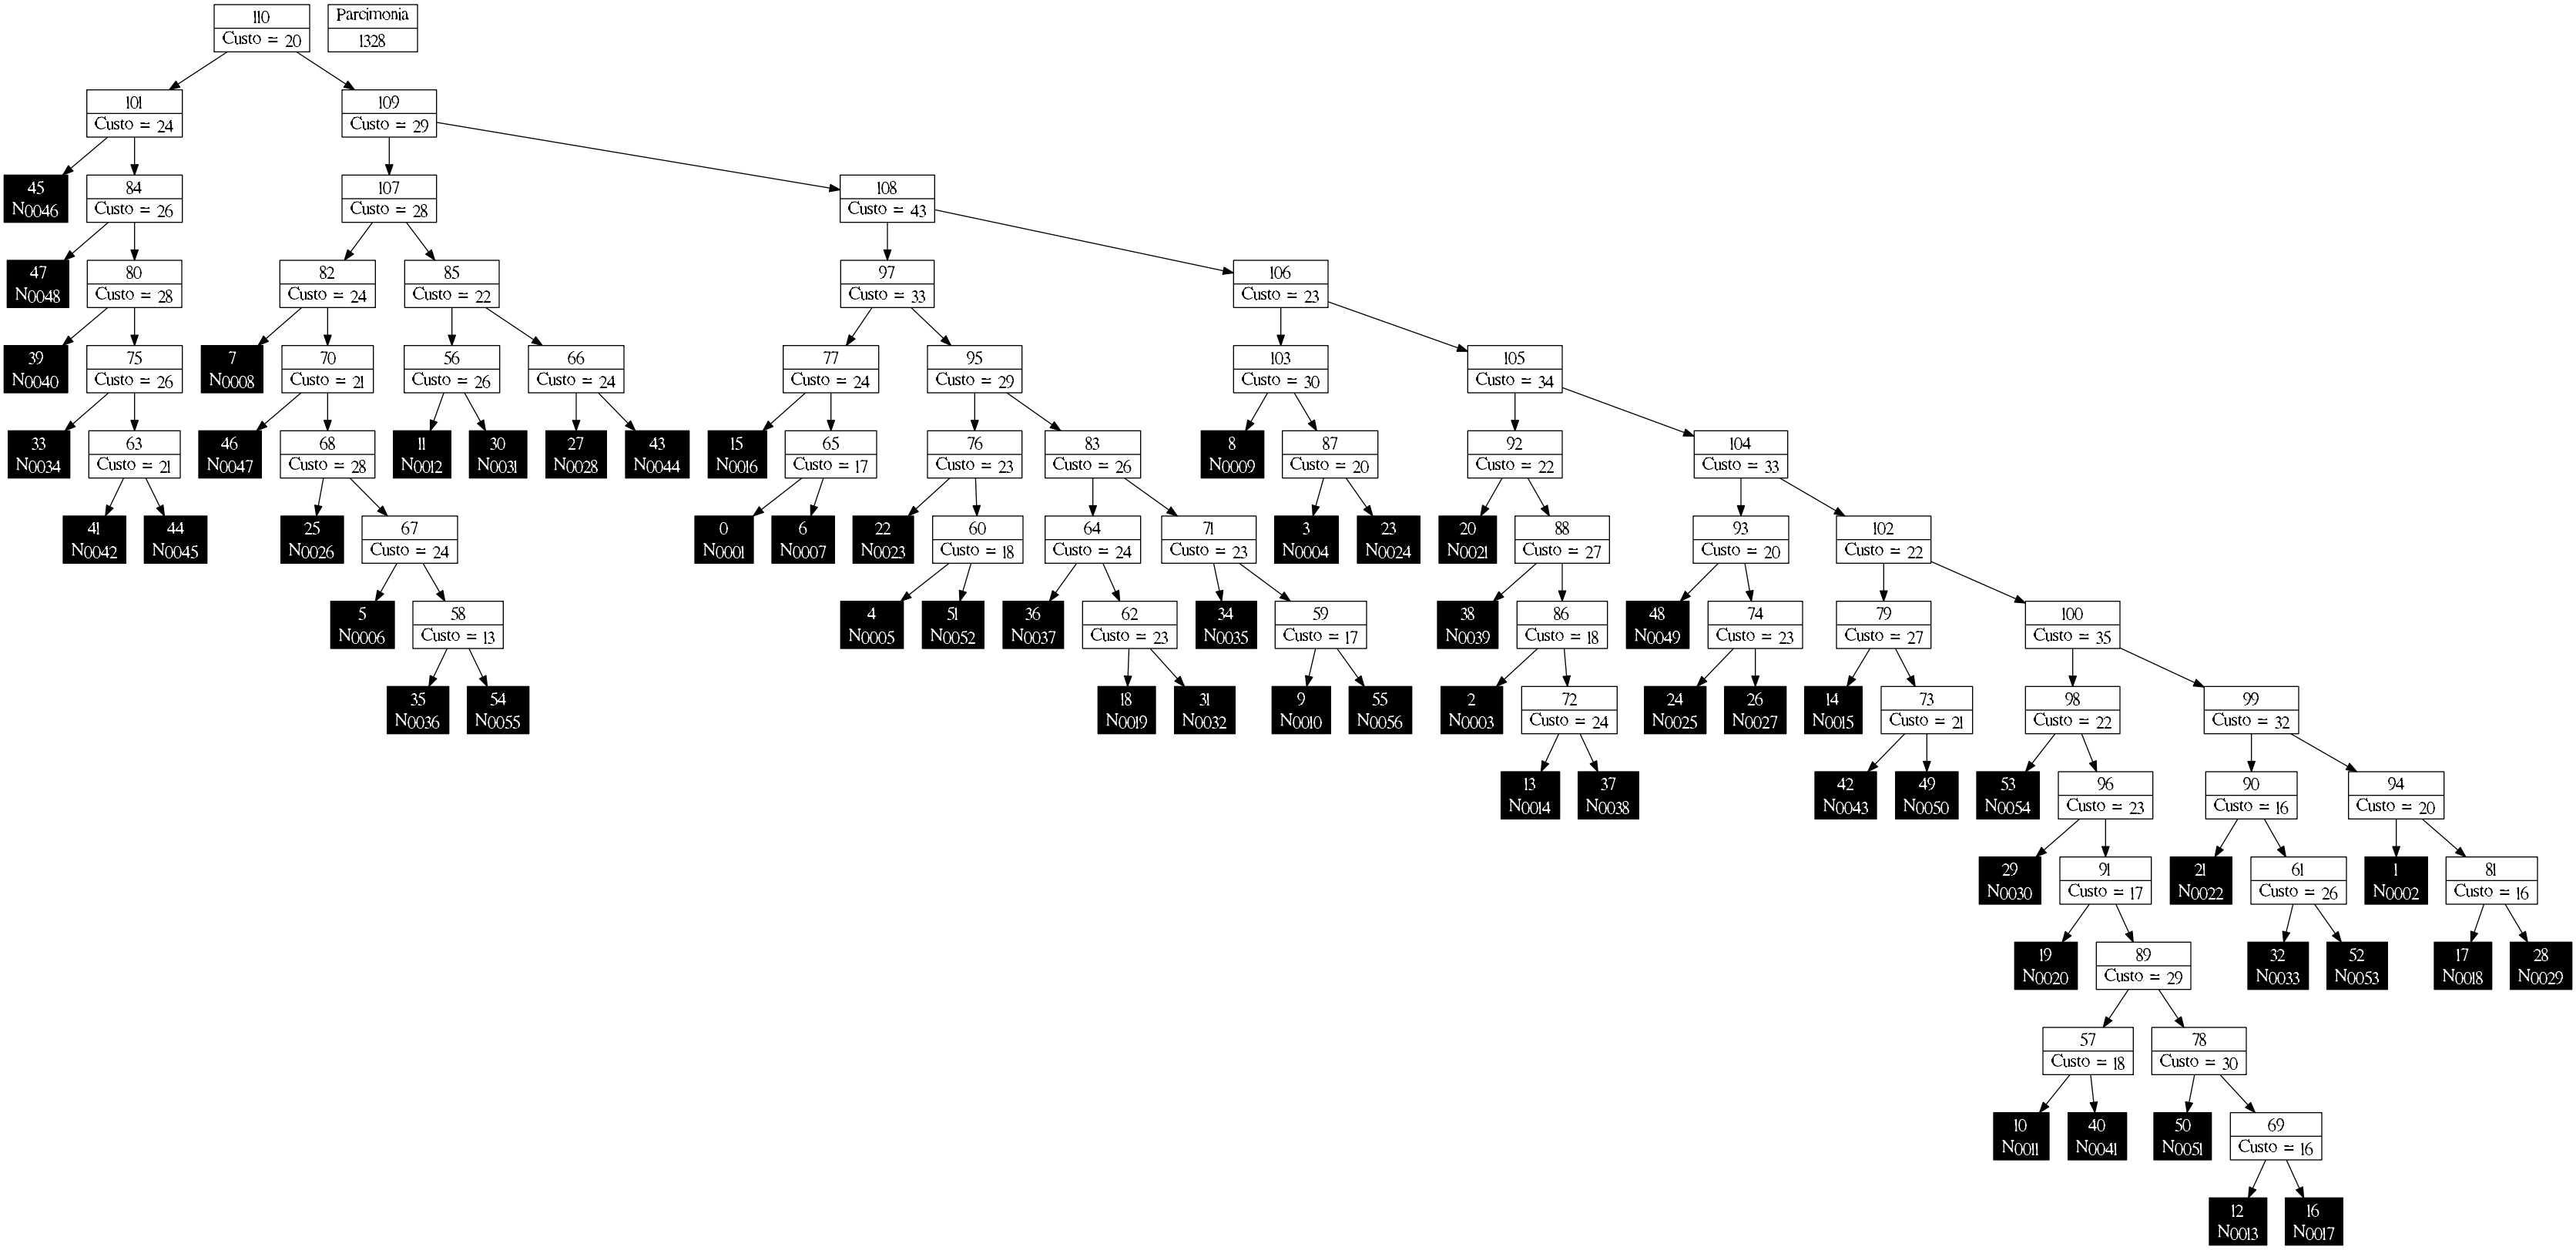 110
Custo = 20
Parcimonia
1328
101
Custo = 24
109
Custo = 29
45
N0046
84
Custo = 26
107
Custo = 28
108
Custo = 43
47
N0048
80
Custo = 28
82
Custo = 24
85
Custo = 22
97
Custo = 33
106
Custo = 23
39
N0040
75
Custo = 26
7
N0008
70
Custo = 21
56
Custo = 26
66
Custo = 24
77
Custo = 24
95
Custo = 29
103
Custo = 30
105
Custo = 34
33
N0034
63
Custo = 21
46
N0047
68
Custo = 28
11
N0012
30
N0031
27
N0028
43
N0044
15
N0016
65
Custo = 17
76
Custo = 23
83
Custo = 26
8
N0009
87
Custo = 20
92
Custo = 22
104
Custo = 33
41
N0042
44
N0045
25
N0026
67
Custo = 24
0
N0001
6
N0007
22
N0023
60
Custo = 18
64
Custo = 24
71
Custo = 23
3
N0004
23
N0024
20
N0021
88
Custo = 27
93
Custo = 20
102
Custo = 22
5
N0006
58
Custo = 13
4
N0005
51
N0052
36
N0037
62
Custo = 23
34
N0035
59
Custo = 17
38
N0039
86
Custo = 18
48
N0049
74
Custo = 23
79
Custo = 27
100
Custo = 35
35
N0036
54
N0055
18
N0019
31
N0032
9
N0010
55
N0056
2
N0003
72
Custo = 24
24
N0025
26
N0027
14
N0015
73
Custo = 21
98
Custo = 22
99
Custo = 32
13
N0014
37
N0038
42
N0043
49
N0050
53
N0054
96
Custo = 23
90
Custo = 16
94
Custo = 20
29
N0030
91
Custo = 17
21
N0022
61
Custo = 26
1
N0002
81
Custo = 16
19
N0020
89
Custo = 29
32
N0033
52
N0053
17
N0018
28
N0029
57
Custo = 18
78
Custo = 30
10
N0011
40
N0041
50
N0051
69
Custo = 16
12
N0013
16
N0017